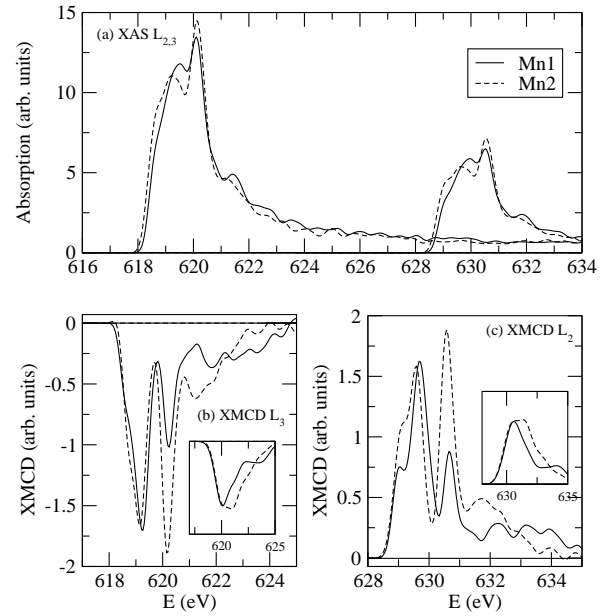 (a) XAS L2,3
Mn1
Mn2
Absorption (arb. units)
15
10
5
0
616 618 620 622 624 626 628 630 632 634
XMCD (arb. units)
0
-0.5
-1
-1.5
-2
(b) XMCD L3
620 625
618 620 622 624
E (eV)
XMCD (arb. units)
2
1.5
1
0.5
0
(c) XMCD L2
630 635
628 630 632 634
E (eV)